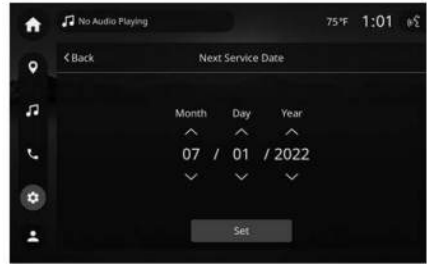 No Audio Playing 75°F 1:01
Back Next Service Date
Month Day Year
07 / 01 / 2022
Set